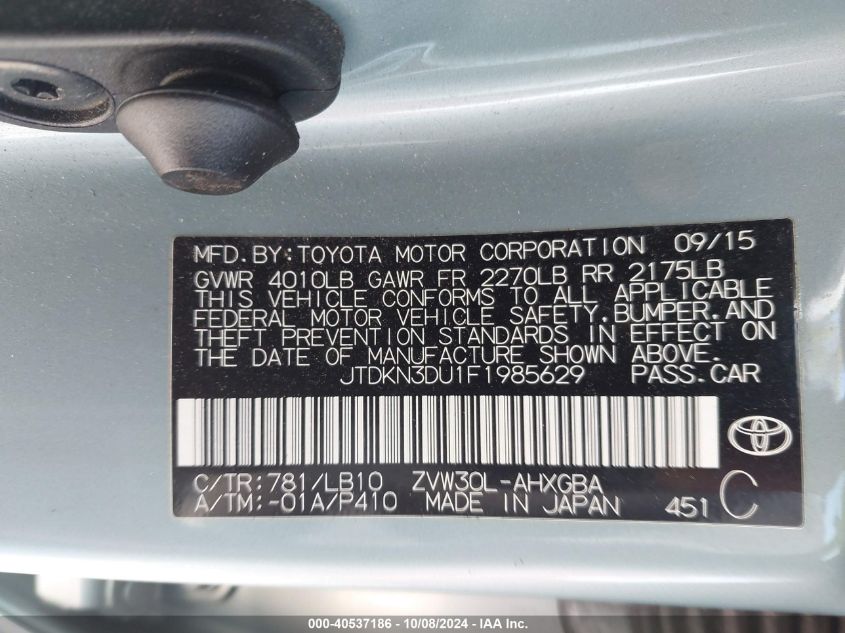 MFD.BY:TOYOTA MOTOR CORPORATION 09/15
GVWR 4010LB GAWR FR 2270LB RR 2175LB
THIS VEHICLE CONFORMS TO ALL APPLICABLE
FEDERAL MOTOR VEHICLE SAFETY,BUMPER,AND
THEFT PREVENTION STANDARDS IN EFFECT ON
THE DATE OF MANUFACTURE SHOWN ABOVE.
JTDKN3DU1F1985629 PASS.CAR
C/TR:781/LB10 ZVW30L-AHXGBA
A/TM:-01A/P410 MADE IN JAPAN 451 C
000-40537186 | 10/08/2024 | IAA Inc.